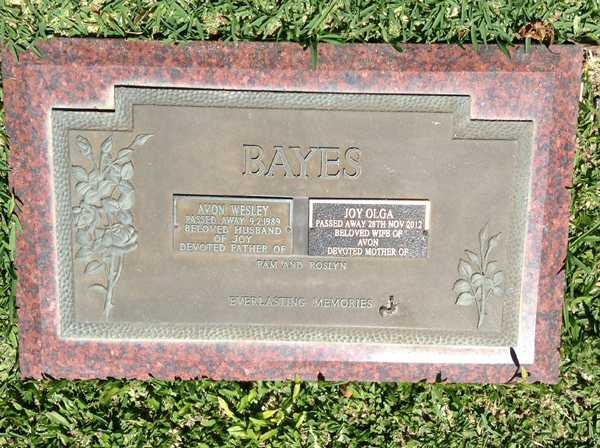 BAYES
AVON WESLEY
PASSED AWAY 9·2·1989
BELOVED HUSBAND
OF JOY
DEVOTED FATHER OF
JOY OLGA
PASSED AWAY 28TH NOV 2012
BELOVED WIFE OF
AVON
DEVOTED MOTHER OF
PAM AND ROSLYN
EVERLASTING MEMORIES